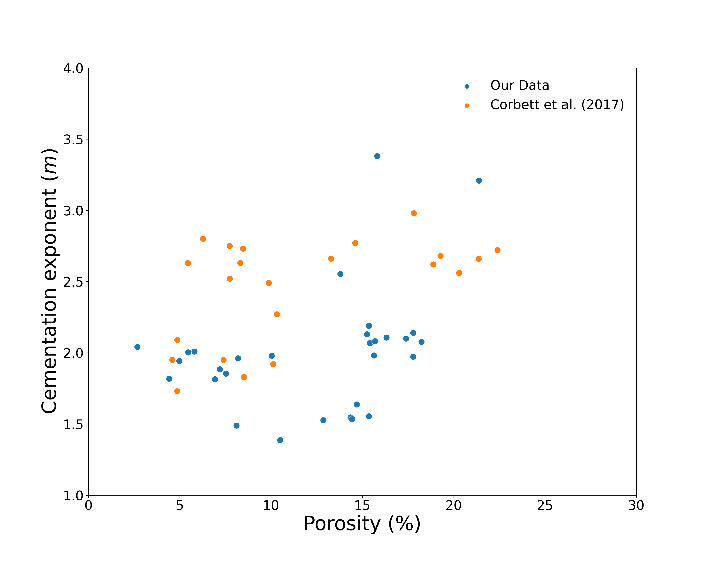 4.0
Our Data
Corbett et al. (2017)
3.5
3.0
2.5
2.0
1.5
1.0
Cementation exponent (m)
0 5 10 15 20 25 30
Porosity (%)